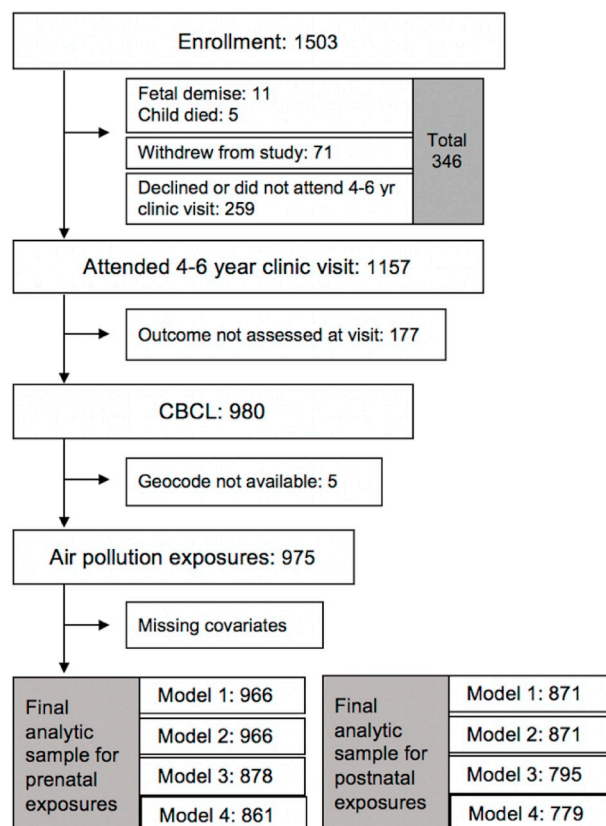 Enrollment: 1503
Fetal demise: 11
Child died: 5
Withdrew from study: 71
Declined or did not attend 4-6 yr
clinic visit: 259
Total
346
Attended 4-6 year clinic visit: 1157
Outcome not assessed at visit: 177
CBCL: 980
Geocode not available: 5
Air pollution exposures: 975
Missing covariates
Final
analytic
sample for
prenatal
exposures
Model 1: 966
Model 2: 966
Model 3: 878
Model 4: 861
Final
analytic
sample for
postnatal
exposures
Model 1: 871
Model 2: 871
Model 3: 795
Model 4: 779